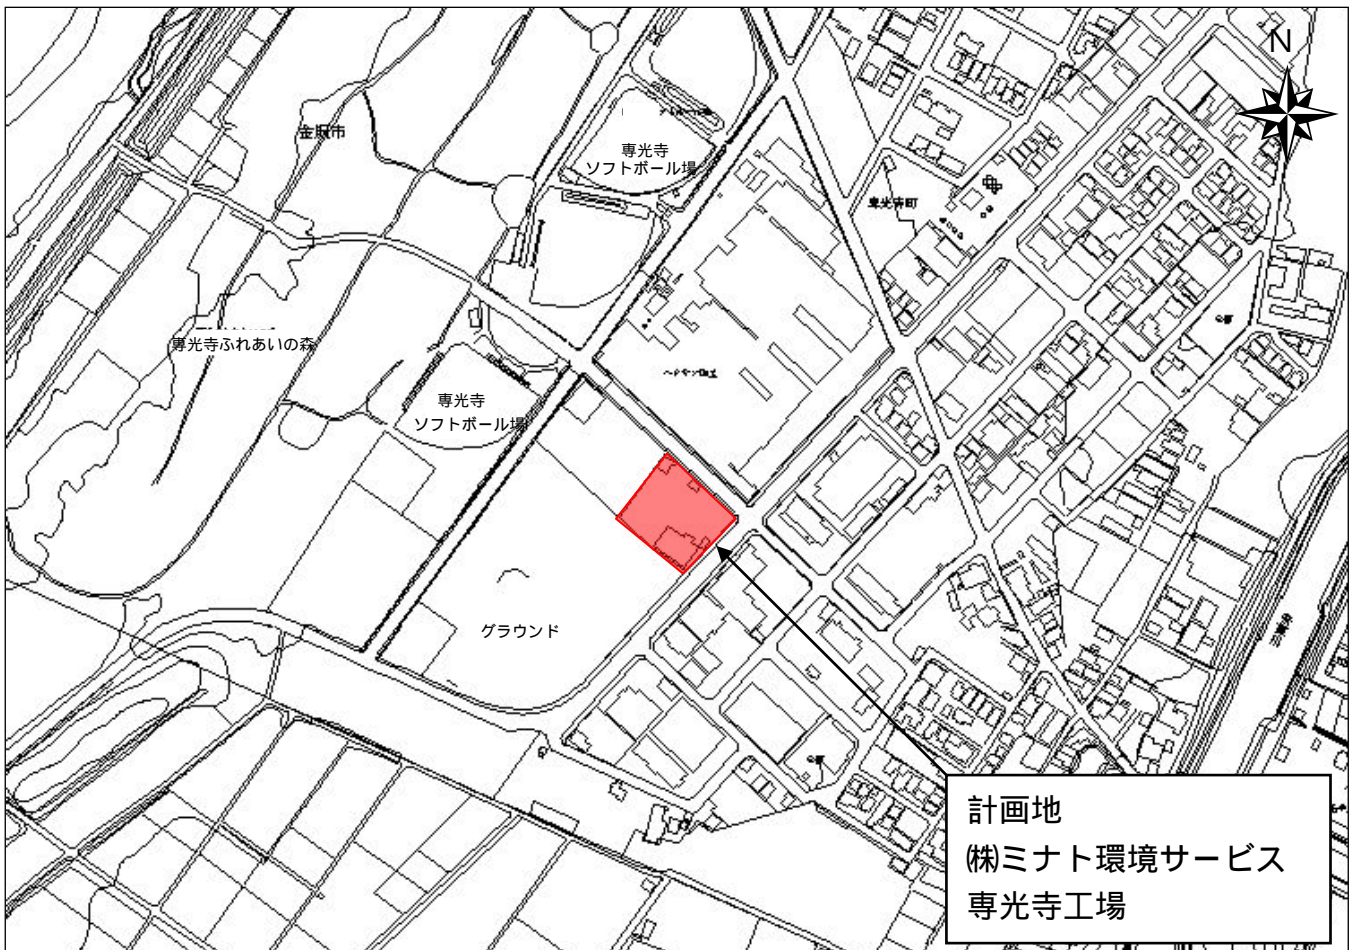 N
金沢市
専光寺
ソフトボール場
専光寺町
専光寺ふれあいの森
専光寺
ソフトボール場
グラウンド
計画地
㈱ミナト環境サービス
専光寺工場